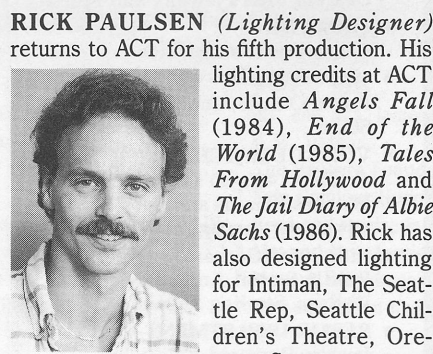 RICK PAULSEN (Lighting Designer)
returns to ACT for his fifth production. His
lighting credits at ACT
include Angels Fall
(1984), End of the
World (1985), Tales
From Hollywood and
The Jail Diary of Albie
Sachs (1986). Rick has
also designed lighting
for Intiman, The Seat-
tle Rep, Seattle Chil-
dren's Theatre, Ore-